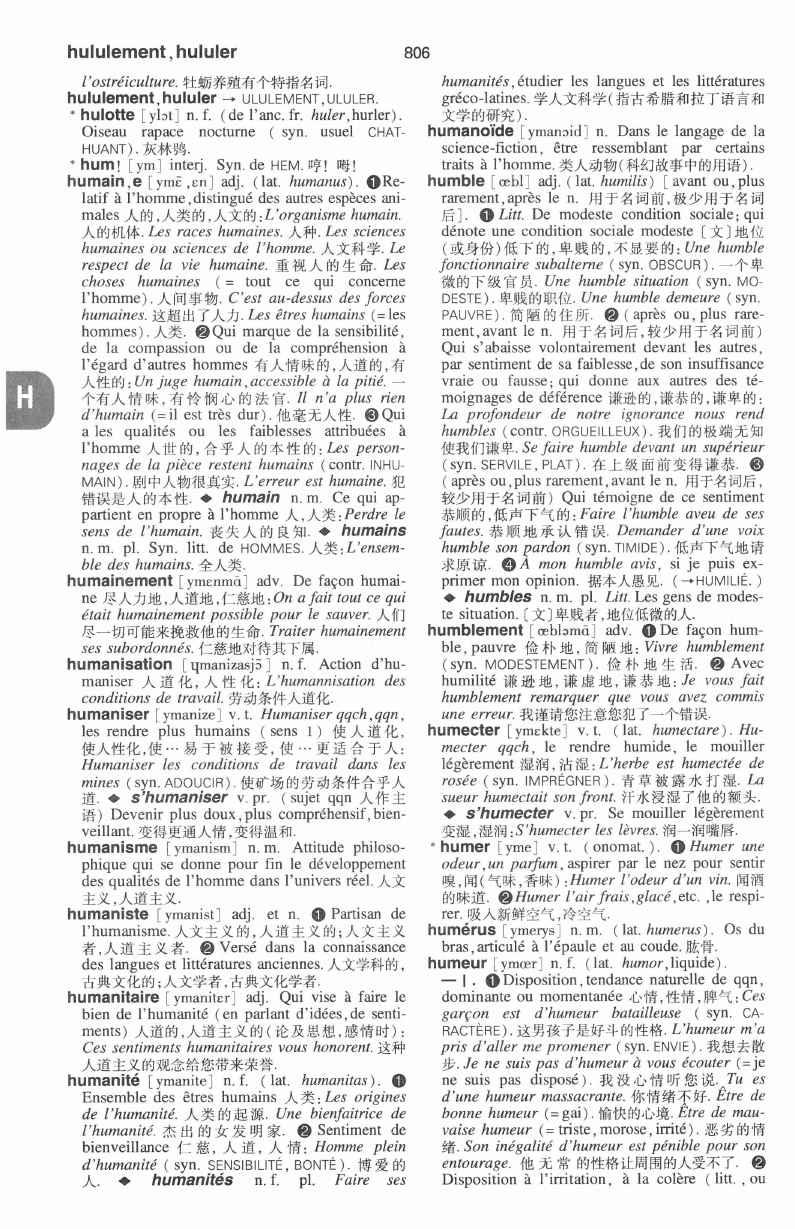 hululement, hululer
806
l'ostréiculture. 牡蛎养殖有个特指名词.
hululement, hululer → ULULEMENT, ULULER.
* hulotte [ylɔt] n. f. (de l'anc. fr. huler, hurler).
Oiseau rapace nocturne ( syn. usuel CHAT-
HUANT). 灰林鸮.
* hum! [ym] interj. Syn. de HEM. 哼! 呣!
humain, e [ymɛ̃ ,ɛn] adj. (lat. humanus). ❶Re-
latif à l'homme, distingué des autres espèces ani-
males 人的,人类的,人文的:L'organisme humain.
人的机体. Les races humaines. 人种. Les sciences
humaines ou sciences de l'homme. 人文科学. Le
respect de la vie humaine. 重视人的生命. Les
choses humaines ( = tout ce qui concerne
l'homme). 人间事物. C'est au-dessus des forces
humaines. 这超出了人力. Les êtres humains (= les
hommes). 人类. ❷Qui marque de la sensibilité,
de la compassion ou de la compréhension à
l'égard d'autres hommes 有人情味的,人道的,有
人性的: Un juge humain, accessible à la pitié. 一
个有人情味,有怜悯心的法官. Il n'a plus rien
d'humain (= il est très dur). 他毫无人性. ❸Qui
a les qualités ou les faiblesses attribuées à
l'homme 人世的,合乎人的本性的: Les person-
nages de la pièce restent humains (contr. INHU-
MAIN). 剧中人物很真实. L'erreur est humaine. 犯
错误是人的本性. ◆ humain n. m. Ce qui ap-
partient en propre à l'homme 人,人类:Perdre le
sens de l'humain. 丧失人的良知. ◆ humains
n. m. pl. Syn. litt. de HOMMES. 人类:L'ensem-
ble des humains. 全人类.
humainement [ymɛnmɑ̃] adv. De façon humai-
ne 尽人力地,人道地,仁慈地:On a fait tout ce qui
était humainement possible pour le sauver. 人们
尽一切可能来挽救他的生命. Traiter humainement
ses subordonnés. 仁慈地对待其下属.
humanisation [ɥmanizasjɔ̃] n. f. Action d'hu-
maniser 人道化,人性化: L'humannisation des
conditions de travail. 劳动条件人道化.
humaniser [ymanize] v. t. Humaniser qqch, qqn,
les rendre plus humains ( sens 1 ) 使人道化,
使人性化,使…易于被接受,使…更适合于人:
Humaniser les conditions de travail dans les
mines (syn. ADOUCIR). 使矿场的劳动条件合乎人
道. ◆ s'humaniser v. pr. ( sujet qqn 人作主
语) Devenir plus doux, plus compréhensif, bien-
veillant. 变得更通人情,变得温和.
humanisme [ymanism] n. m. Attitude philoso-
phique qui se donne pour fin le développement
des qualités de l'homme dans l'univers réel. 人文
主义,人道主义.
humaniste [ymanist] adj. et n. ❶ Partisan de
l'humanisme. 人文主义的,人道主义的;人文主义
者,人道主义者. ❷ Versé dans la connaissance
des langues et littératures anciennes. 人文学科的,
古典文化的;人文学者,古典文化学者.
humanitaire [ymanitɛr] adj. Qui vise à faire le
bien de l'humanité (en parlant d'idées, de senti-
ments) 人道的,人道主义的(论及思想,感情时):
Ces sentiments humanitaires vous honorent. 这种
人道主义的观念给您带来荣誉.
humanité [ymanite] n. f. (lat. humanitas). ❶
Ensemble des êtres humains 人类: Les origines
de l'humanité. 人类的起源. Une bienfaitrice de
l'humanité. 杰出的女发明家. ❷ Sentiment de
bienveillance 仁慈,人道,人情: Homme plein
d'humanité ( syn. SENSIBILITÉ, BONTÉ ). 博爱的
人. ◆ humanités n. f. pl. Faire ses
humanités, étudier les langues et les littératures
gréco-latines. 学人文科学(指古希腊和拉丁语言和
文学的研究).
humanoïde [ymanɔid] n. Dans le langage de la
science-fiction, être ressemblant par certains
traits à l'homme. 类人动物(科幻故事中的用语).
humble [œbl] adj. (lat. humilis) [ avant ou, plus
rarement, après le n. 用于名词前,极少用于名词
后]. ❶ Litt. De modeste condition sociale; qui
dénote une condition sociale modeste [文]地位
(或身份)低下的,卑贱的,不显要的: Une humble
fonctionnaire subalterne (syn. OBSCUR). 一个卑
微的下级官员. Une humble situation ( syn. MO-
DESTE). 卑贱的职位. Une humble demeure ( syn.
PAUVRE). 简陋的住所. ❷ ( après ou, plus rare-
ment, avant le n. 用于名词后,较少用于名词前)
Qui s'abaisse volontairement devant les autres,
par sentiment de sa faiblesse, de son insuffisance
vraie ou fausse; qui donne aux autres des té-
moignages de déférence 谦逊的,谦恭的,谦卑的:
La profondeur de notre ignorance nous rend
humbles (contr. ORGUEILLEUX). 我们的极端无知
使我们谦卑. Se faire humble devant un supérieur
(syn. SERVILE, PLAT). 在上级面前变得谦恭. ❸
( après ou, plus rarement, avant le n. 用于名词后,
较少用于名词前) Qui témoigne de ce sentiment
恭顺的,低声下气的: Faire l'humble aveu de ses
fautes. 恭顺地承认错误. Demander d'une voix
humble son pardon (syn. TIMIDE). 低声下气地请
求原谅. ❹ À mon humble avis, si je puis ex-
primer mon opinion. 据本人愚见. (→HUMILIÉ. )
◆ humbles n. m. pl. Litt. Les gens de modes-
te situation. [文]卑贱者,地位低微的人.
humblement [œbləmɑ̃] adv. ❶ De façon hum-
ble, pauvre 俭朴地,简陋地: Vivre humblement
(syn. MODESTEMENT). 俭朴地生活. ❷ Avec
humilité 谦逊地,谦虚地,谦恭地: Je vous fait
humblement remarquer que vous avez commis
une erreur. 我谨请您注意您犯了一个错误.
humecter [ymɛkte] v. t. (lat. humectare). Hu-
mecter qqch, le rendre humide, le mouiller
légèrement 湿润,沾湿: L'herbe est humectée de
rosée ( syn. IMPRÉGNER). 青草被露水打湿. La
sueur humectait son front. 汗水浸湿了他的额头.
◆ s'humecter v. pr. Se mouiller légèrement
变湿,湿润:S'humecter les lèvres. 润一润嘴唇.
* humer [yme] v. t. ( onomat. ). ❶ Humer une
odeur, un parfum, aspirer par le nez pour sentir
嗅,闻(气味,香味) :Humer l'odeur d'un vin. 闻酒
的味道. ❷Humer l'air frais, glacé, etc. , le respi-
rer. 吸入新鲜空气,冷空气.
humérus [ymerys] n. m. (lat. humerus). Os du
bras, articulé à l'épaule et au coude. 肱骨.
humeur [ymœr] n. f. (lat. humor, liquide).
— I. ❶Disposition, tendance naturelle de qqn,
dominante ou momentanée 心情,性情,脾气: Ces
garçon est d'humeur batailleuse ( syn. CA-
RACTÈRE). 这男孩子是好斗的性格. L'humeur m'a
pris d'aller me promener (syn. ENVIE). 我想去散
步. Je ne suis pas d'humeur à vous écouter (= je
ne suis pas disposé). 我没心情听您说. Tu es
d'une humeur massacrante. 你情绪不好. Être de
bonne humeur (= gai). 愉快的心境. Être de mau-
vaise humeur (= triste, morose, irrité). 恶劣的情
绪. Son inégalité d'humeur est pénible pour son
entourage. 他无常的性格让周围的人受不了. ❷
Disposition à l'irritation, à la colère ( litt. , ou
H